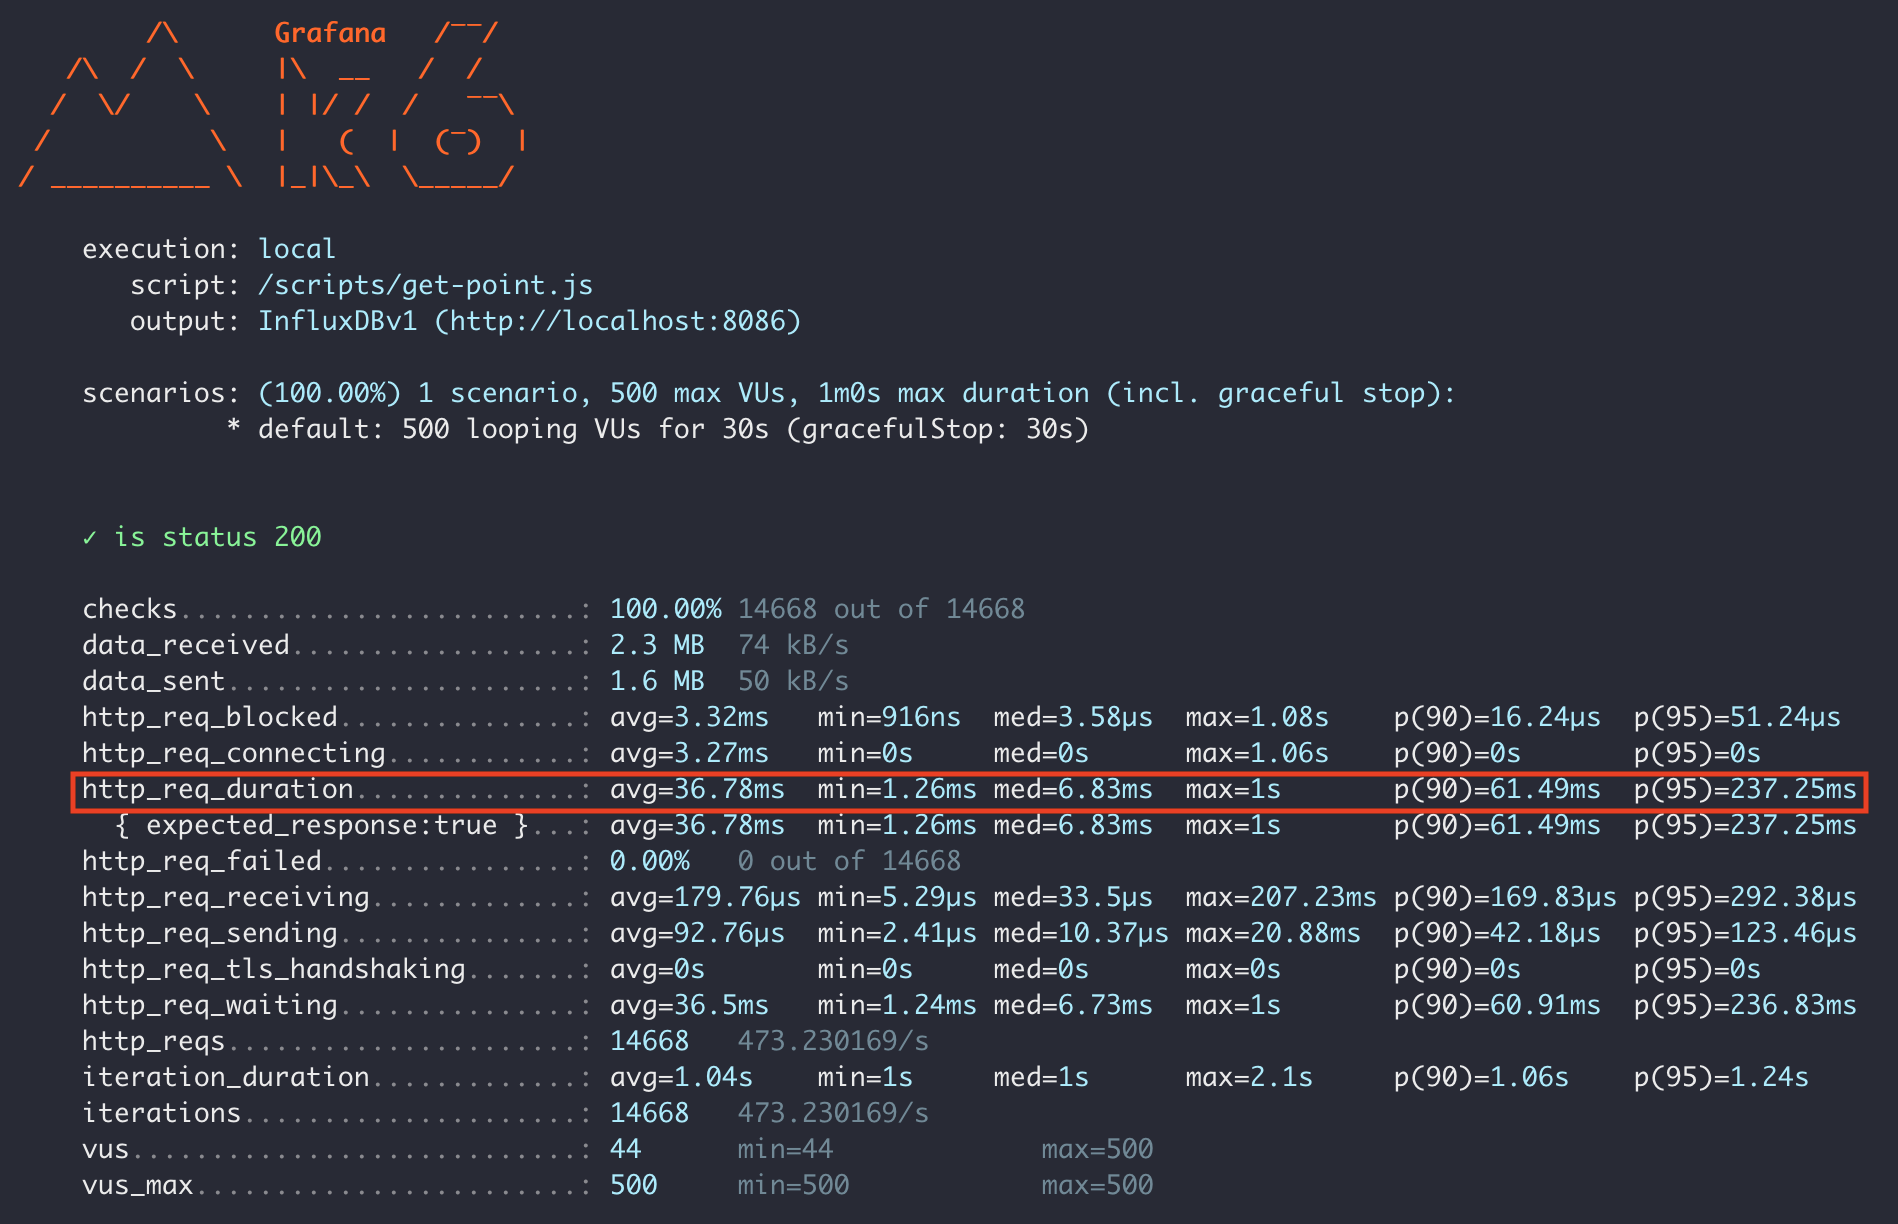 /\      Grafana   /‾‾/
    /\  /  \     |\  __   /  /
   /  \/    \    | |/ /  /   ‾‾\
  /          \   |   (  |  (‾)  |
 / __________ \  |_|\_\  \_____/
execution: local
script: /scripts/get-point.js
output: InfluxDBv1 (http://localhost:8086)
scenarios: (100.00%) 1 scenario, 500 max VUs, 1m0s max duration (incl. graceful stop):
* default: 500 looping VUs for 30s (gracefulStop: 30s)
✓ is status 200
checks.........................: 100.00% 14668 out of 14668
data_received..................: 2.3 MB  74 kB/s
data_sent......................: 1.6 MB  50 kB/s
http_req_blocked...............: avg=3.32ms   min=916ns  med=3.58µs  max=1.08s    p(90)=16.24µs  p(95)=51.24µs
http_req_connecting............: avg=3.27ms   min=0s     med=0s      max=1.06s    p(90)=0s       p(95)=0s
http_req_duration..............: avg=36.78ms  min=1.26ms med=6.83ms  max=1s       p(90)=61.49ms  p(95)=237.25ms
{ expected_response:true }...: avg=36.78ms  min=1.26ms med=6.83ms  max=1s       p(90)=61.49ms  p(95)=237.25ms
http_req_failed................: 0.00%   0 out of 14668
http_req_receiving.............: avg=179.76µs min=5.29µs med=33.5µs  max=207.23ms p(90)=169.83µs p(95)=292.38µs
http_req_sending...............: avg=92.76µs  min=2.41µs med=10.37µs max=20.88ms  p(90)=42.18µs  p(95)=123.46µs
http_req_tls_handshaking.......: avg=0s       min=0s     med=0s      max=0s       p(90)=0s       p(95)=0s
http_req_waiting...............: avg=36.5ms   min=1.24ms med=6.73ms  max=1s       p(90)=60.91ms  p(95)=236.83ms
http_reqs......................: 14668   473.230169/s
iteration_duration.............: avg=1.04s    min=1s     med=1s      max=2.1s     p(90)=1.06s    p(95)=1.24s
iterations.....................: 14668   473.230169/s
vus............................: 44      min=44             max=500
vus_max........................: 500     min=500            max=500